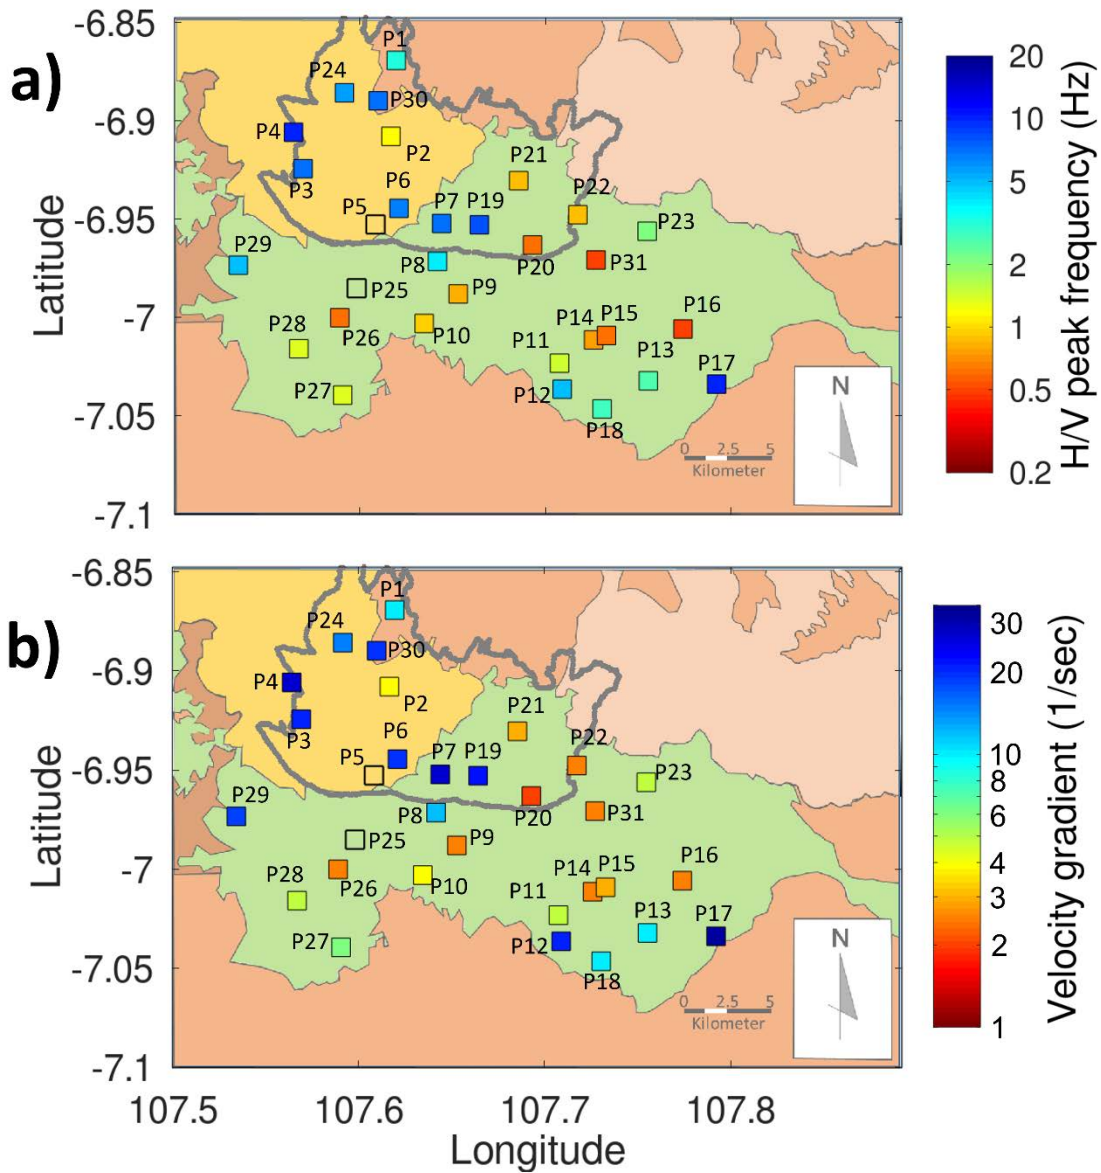 a)
Latitude
-6.85
-6.9
-6.95
-7
-7.05
-7.1
P1
P24
P30
P4
P2
P3
P21
P6
P5
P7 P19
P22
P23
P29
P8
P20
P31
P25
P9
P28
P26
P10
P14 P15
P16
P11
P13
P17
P27
P12
P18
0 2.5 5
Kilometer
N
20
10
5
2
1
0.5
0.2
H/V peak frequency (Hz)
b)
Latitude
-6.85
-6.9
-6.95
-7
-7.05
-7.1
P1
P24
P30
P4
P2
P3
P21
P6
P5
P7 P19
P22
P23
P29
P8
P20
P31
P25
P9
P28
P26
P10
P14 P15
P16
P11
P13
P17
P27
P12
P18
0 2.5 5
Kilometer
N
30
20
10
8
6
4
3
2
1
Velocity gradient (1/sec)
107.5 107.6 107.7 107.8
Longitude